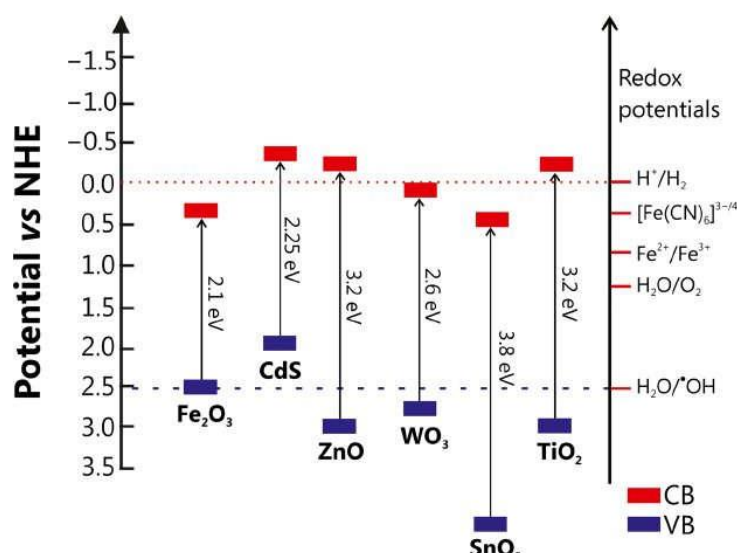 Potential vs NHE
−1.5
−1.0
−0.5
0.0
0.5
1.0
1.5
2.0
2.5
3.0
3.5
2.1 eV
Fe₂O₃
2.25 eV
CdS
3.2 eV
ZnO
2.6 eV
WO₃
3.8 eV
SnO
3.2 eV
TiO₂
Redox
potentials
H⁺/H₂
[Fe(CN)₆]³⁻/⁴
Fe²⁺/Fe³⁺
H₂O/O₂
H₂O/•OH
CB
VB